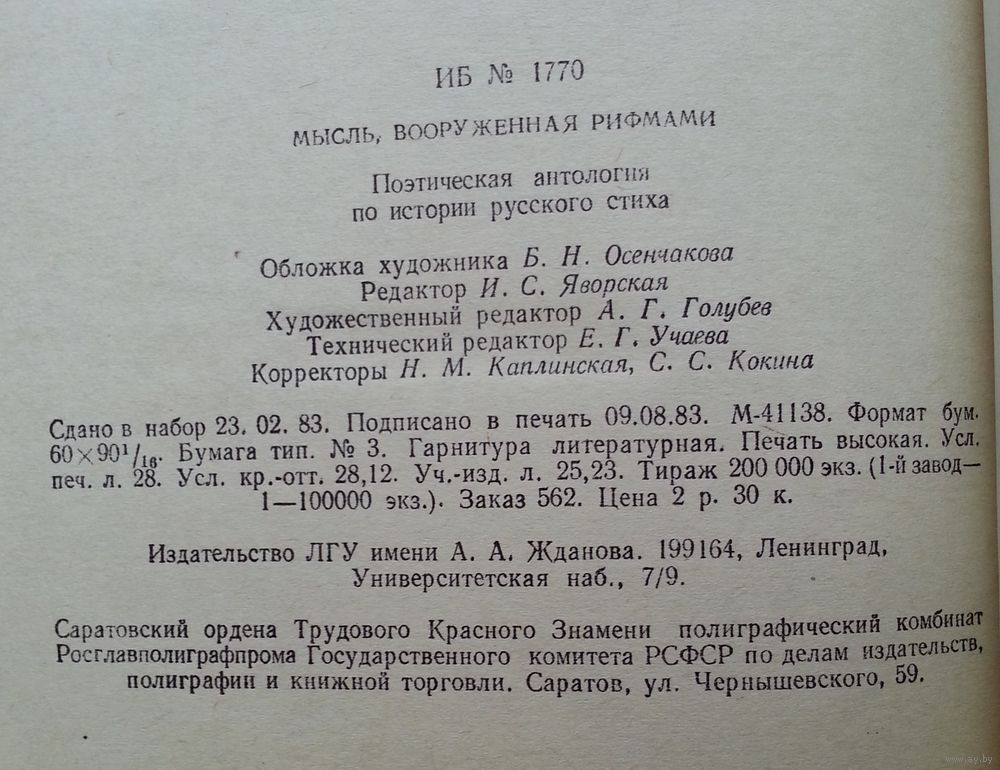 ИБ № 1770
МЫСЛЬ, ВООРУЖЕННАЯ РИФМАМИ
Поэтическая антология
по истории русского стиха
Обложка художника Б. Н. Осенчакова
Редактор И. С. Яворская
Художественный редактор А. Г. Голубев
Технический редактор Е. Г. Учаева
Корректоры Н. М. Каплинская, С. С. Кокина
Сдано в набор 23. 02. 83. Подписано в печать 09.08.83. М-41138. Формат бум.
60×90¹/₁₆. Бумага тип. № 3. Гарнитура литературная. Печать высокая. Усл.
печ. л. 28. Усл. кр.-отт. 28,12. Уч.-изд. л. 25,23. Тираж 200 000 экз. (1-й завод—
1—100000 экз.). Заказ 562. Цена 2 р. 30 к.
Издательство ЛГУ имени А. А. Жданова. 199164, Ленинград,
Университетская наб., 7/9.
Саратовский ордена Трудового Красного Знамени полиграфический комбинат
Росглавполиграфпрома Государственного комитета РСФСР по делам издательств,
полиграфии и книжной торговли. Саратов, ул. Чернышевского, 59.
www.ay.by